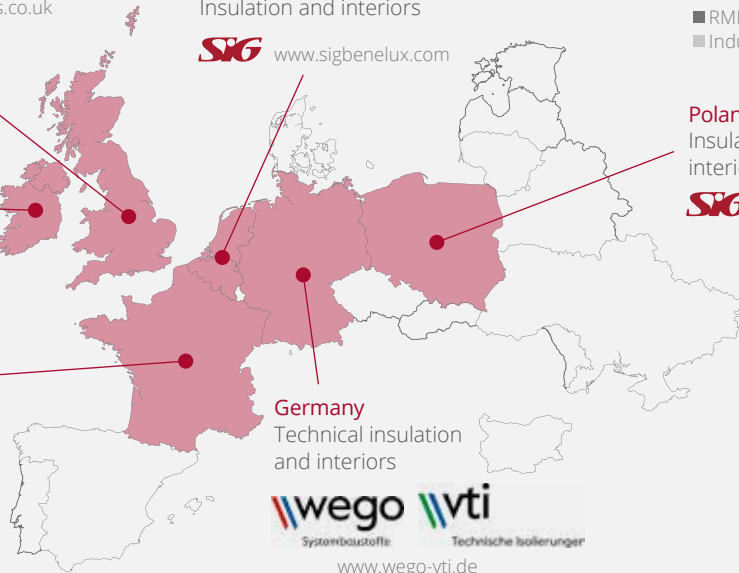 s.co.uk
Insulation and interiors
SIG www.sigbenelux.com
RM
Indu
Polan
Insula
interi
SIG
Germany
Technical insulation
and interiors
wego vti
Systembaustoffe Technische Isolierungen
www.wego-vti.de